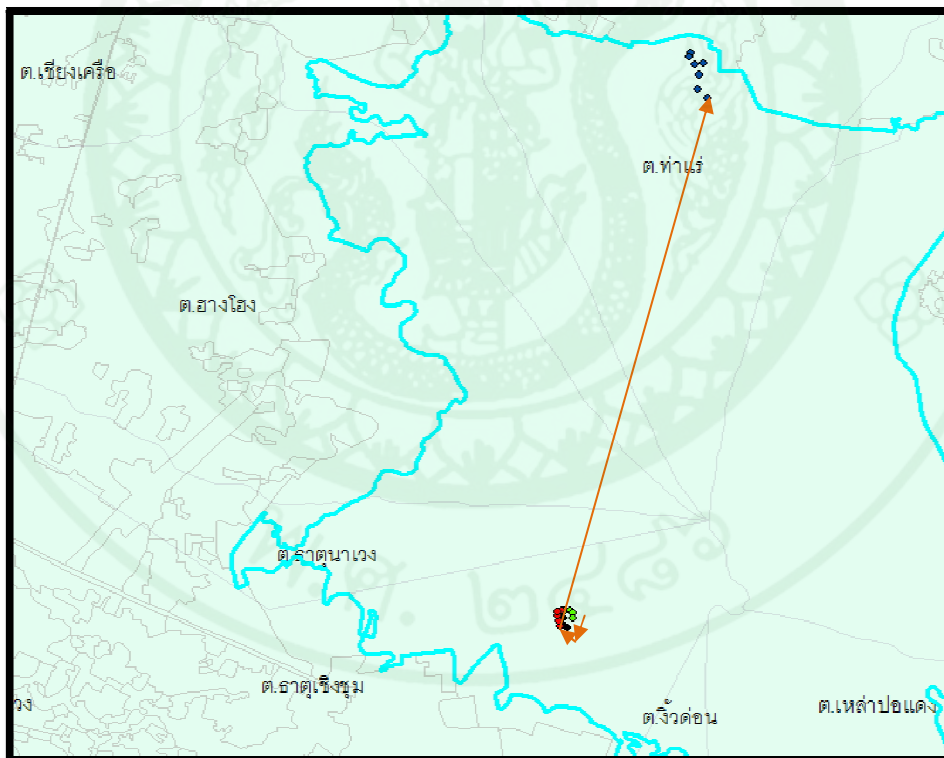 ต.เชียงเครือ
ต.ท่าแร่
ต.ฮางโฮง
ต.ธาตุนาเวง
ต.ธาตุเชิงชุม
วง
ต.งิ้วด่อน
ต.เหล่าปอแดง